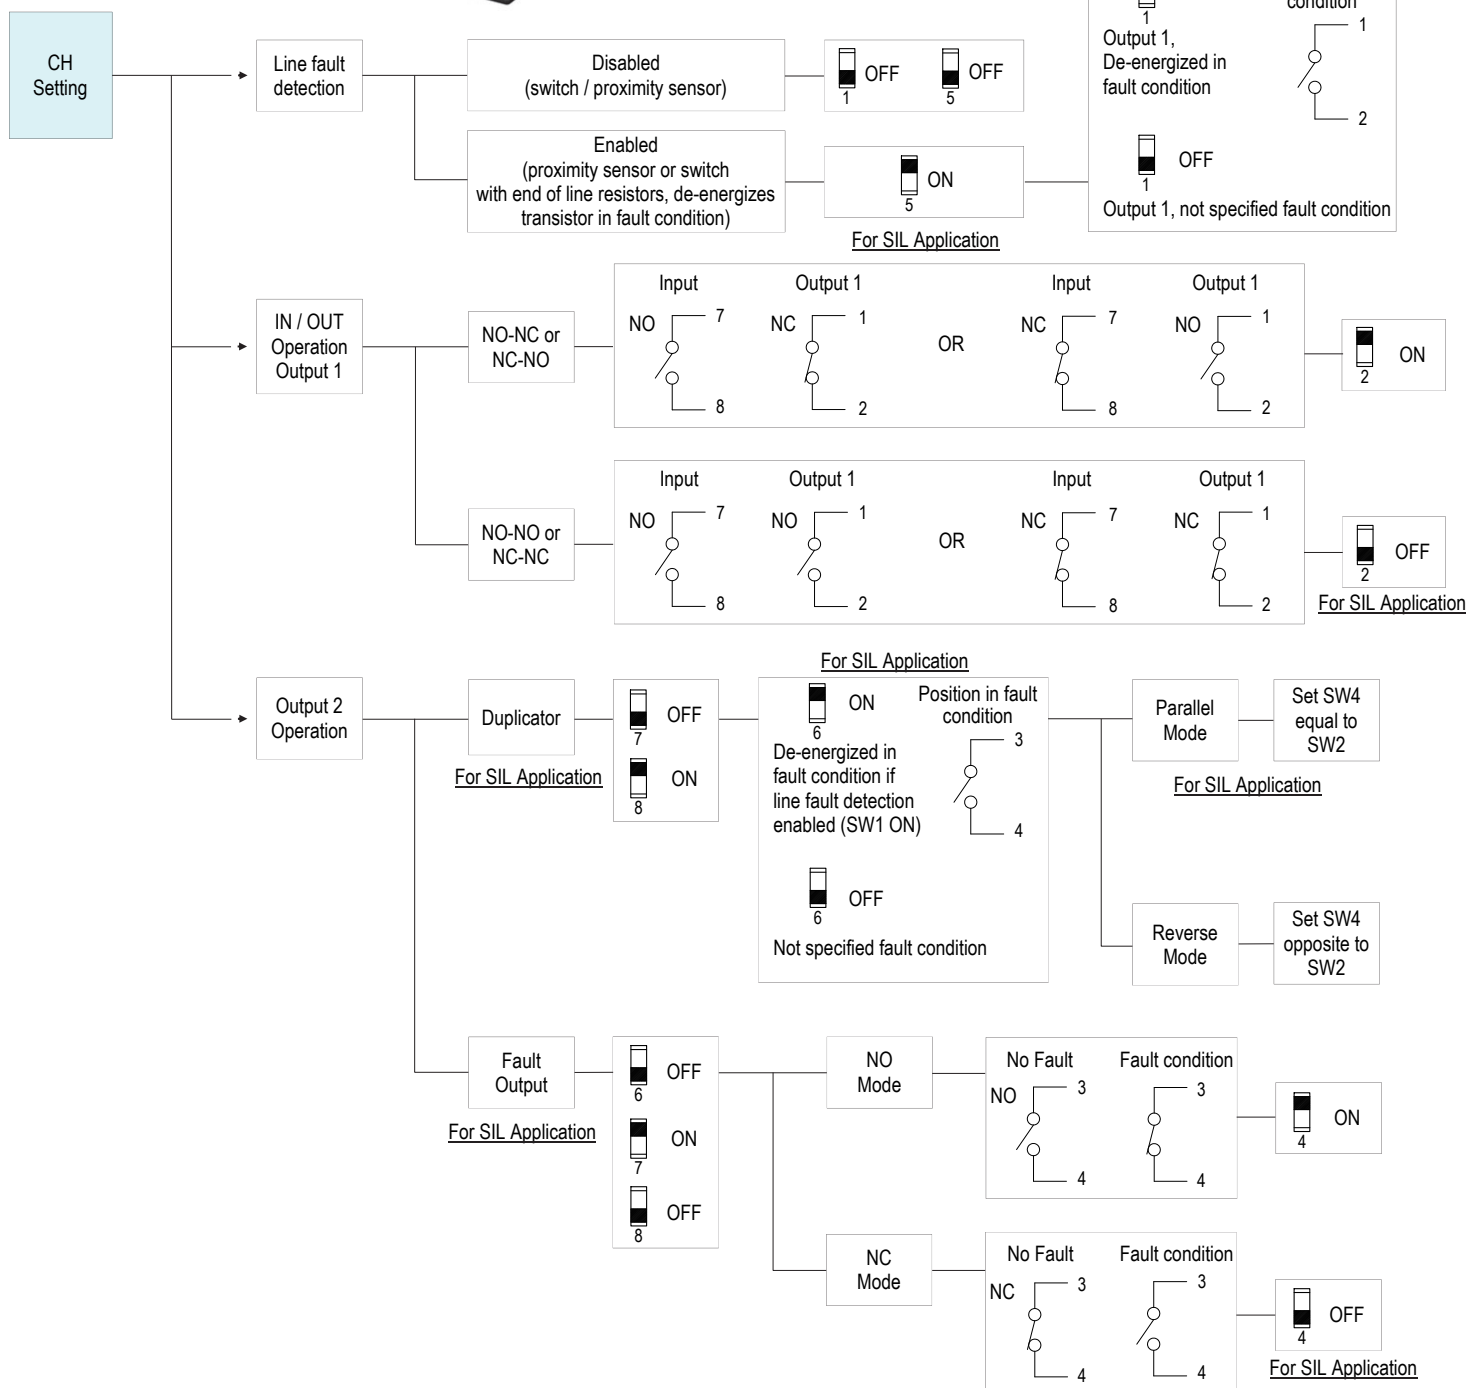 CH
Setting
Line fault
detection
Disabled
(switch / proximity sensor)
OFF
1
OFF
5
Enabled
(proximity sensor or switch
with end of line resistors, de-energizes
transistor in fault condition)
ON
5
For SIL Application
condition
1
Output 1,
De-energized in
fault condition
1
2
OFF
1
Output 1, not specified fault condition
IN / OUT
Operation
Output 1
NO-NC or
NC-NO
Input
Output 1
Input
Output 1
NO
7
NC
1
OR
NC
7
NO
1
8
2
8
2
ON
2
NO-NO or
NC-NC
Input
Output 1
Input
Output 1
NO
7
NO
1
OR
NC
7
NC
1
8
2
8
2
OFF
2
For SIL Application
Output 2
Operation
Duplicator
For SIL Application
OFF
7
ON
8
For SIL Application
ON
6
Position in fault
condition
De-energized in
fault condition if
line fault detection
enabled (SW1 ON)
3
4
OFF
6
Not specified fault condition
Parallel
Mode
Set SW4
equal to
SW2
For SIL Application
Reverse
Mode
Set SW4
opposite to
SW2
Fault
Output
For SIL Application
OFF
6
ON
7
OFF
8
NO
Mode
No Fault
Fault condition
NO
3
3
4
4
ON
4
NC
Mode
No Fault
Fault condition
NC
3
3
4
4
OFF
4
For SIL Application